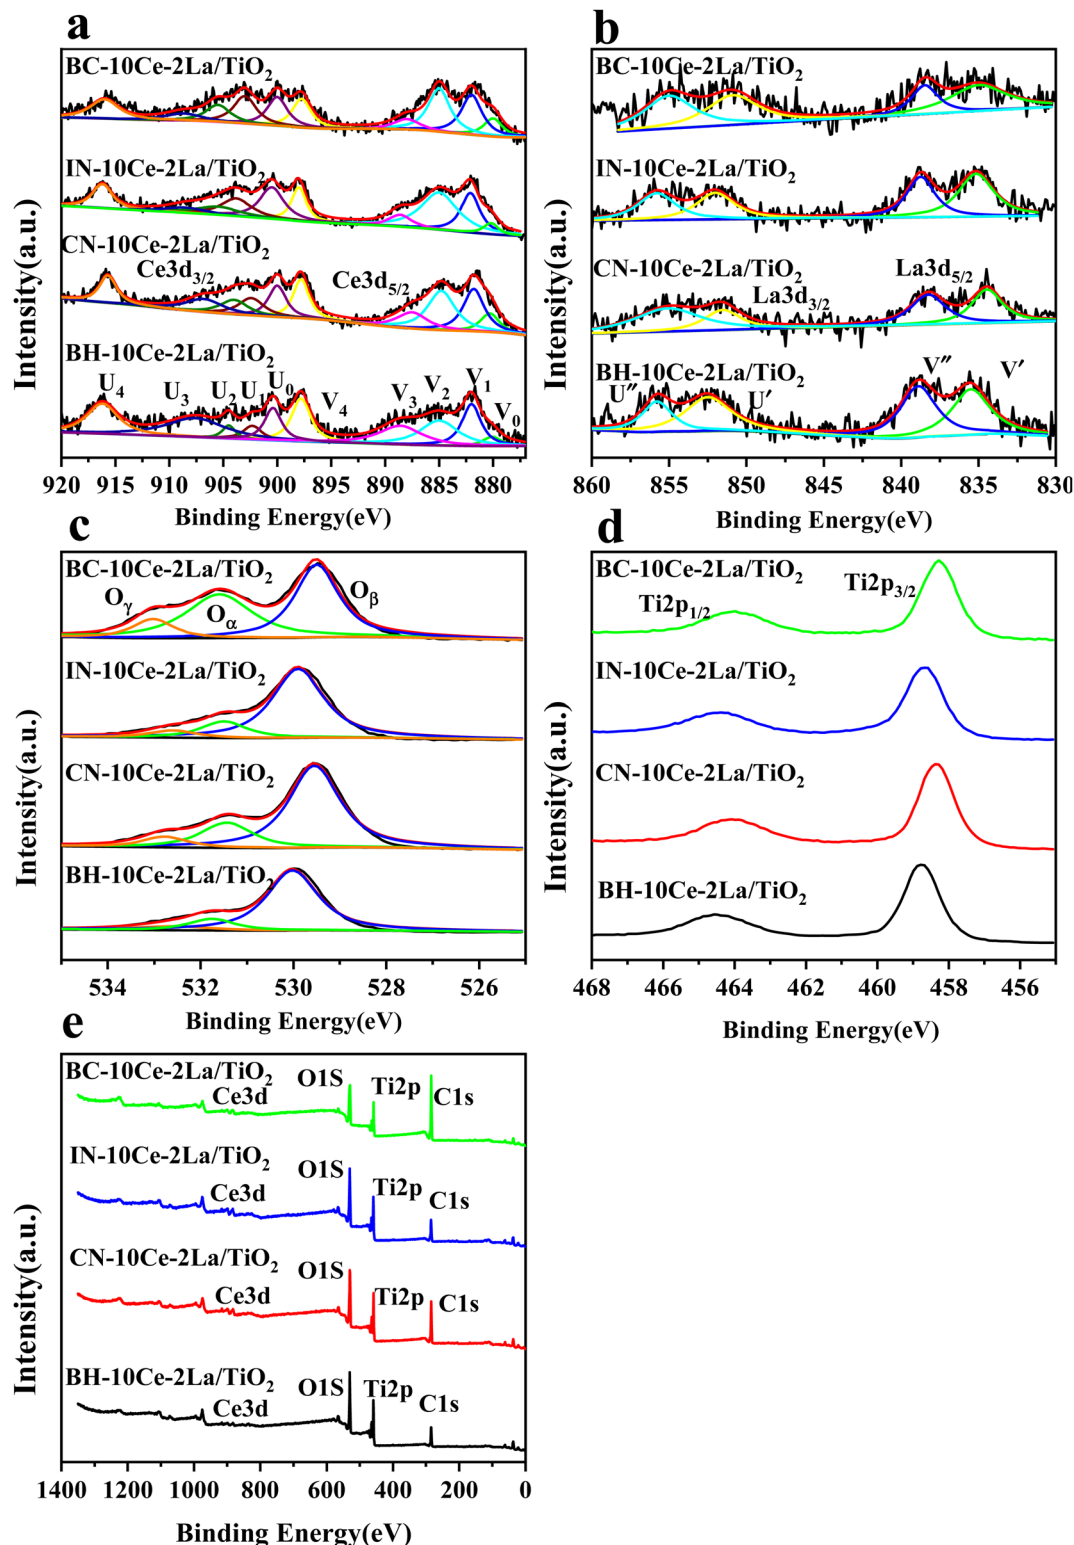 a
BC-10Ce-2La/TiO2
IN-10Ce-2La/TiO2
CN-10Ce-2La/TiO2
Ce3d3/2
Ce3d5/2
BH-10Ce-2La/TiO2
U4 U3 U2 U1 U0 V4 V3 V2 V1 V0
Intensity(a.u.)
920 915 910 905 900 895 890 885 880
Binding Energy(eV)
b
BC-10Ce-2La/TiO2
IN-10Ce-2La/TiO2
CN-10Ce-2La/TiO2
La3d5/2
La3d3/2
BH-10Ce-2La/TiO2
U″ U′ V″ V′
Intensity(a.u.)
860 855 850 845 840 835 830
Binding Energy(eV)
c
BC-10Ce-2La/TiO2
Oγ Oα Oβ
IN-10Ce-2La/TiO2
CN-10Ce-2La/TiO2
BH-10Ce-2La/TiO2
Intensity(a.u.)
534 532 530 528 526
Binding Energy(eV)
d
BC-10Ce-2La/TiO2
Ti2p1/2
Ti2p3/2
IN-10Ce-2La/TiO2
CN-10Ce-2La/TiO2
BH-10Ce-2La/TiO2
Intensity(a.u.)
468 466 464 462 460 458 456
Binding Energy(eV)
e
BC-10Ce-2La/TiO2
Ce3d O1S Ti2p C1s
IN-10Ce-2La/TiO2
Ce3d O1S Ti2p C1s
CN-10Ce-2La/TiO2
Ce3d O1S Ti2p C1s
BH-10Ce-2La/TiO2
Ce3d O1S Ti2p C1s
Intensity(a.u.)
1400 1200 1000 800 600 400 200 0
Binding Energy(eV)